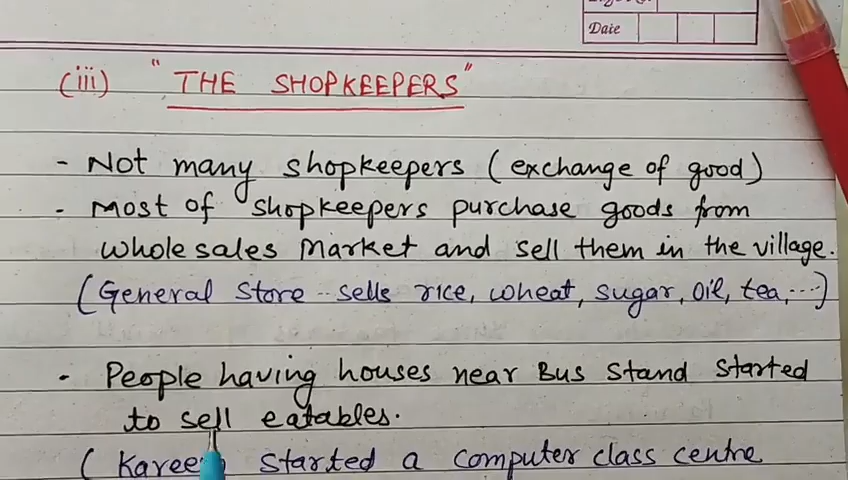 Date
(iii) "THE SHOPKEEPERS"
- Not many shopkeepers (exchange of good)
- Most of shopkeepers purchase goods from
whole sales market and sell them in the village.
(General Store - sells rice, wheat, sugar, oil, tea,....)
- People having houses near Bus Stand started
to sell eatables.
( started a computer class centre